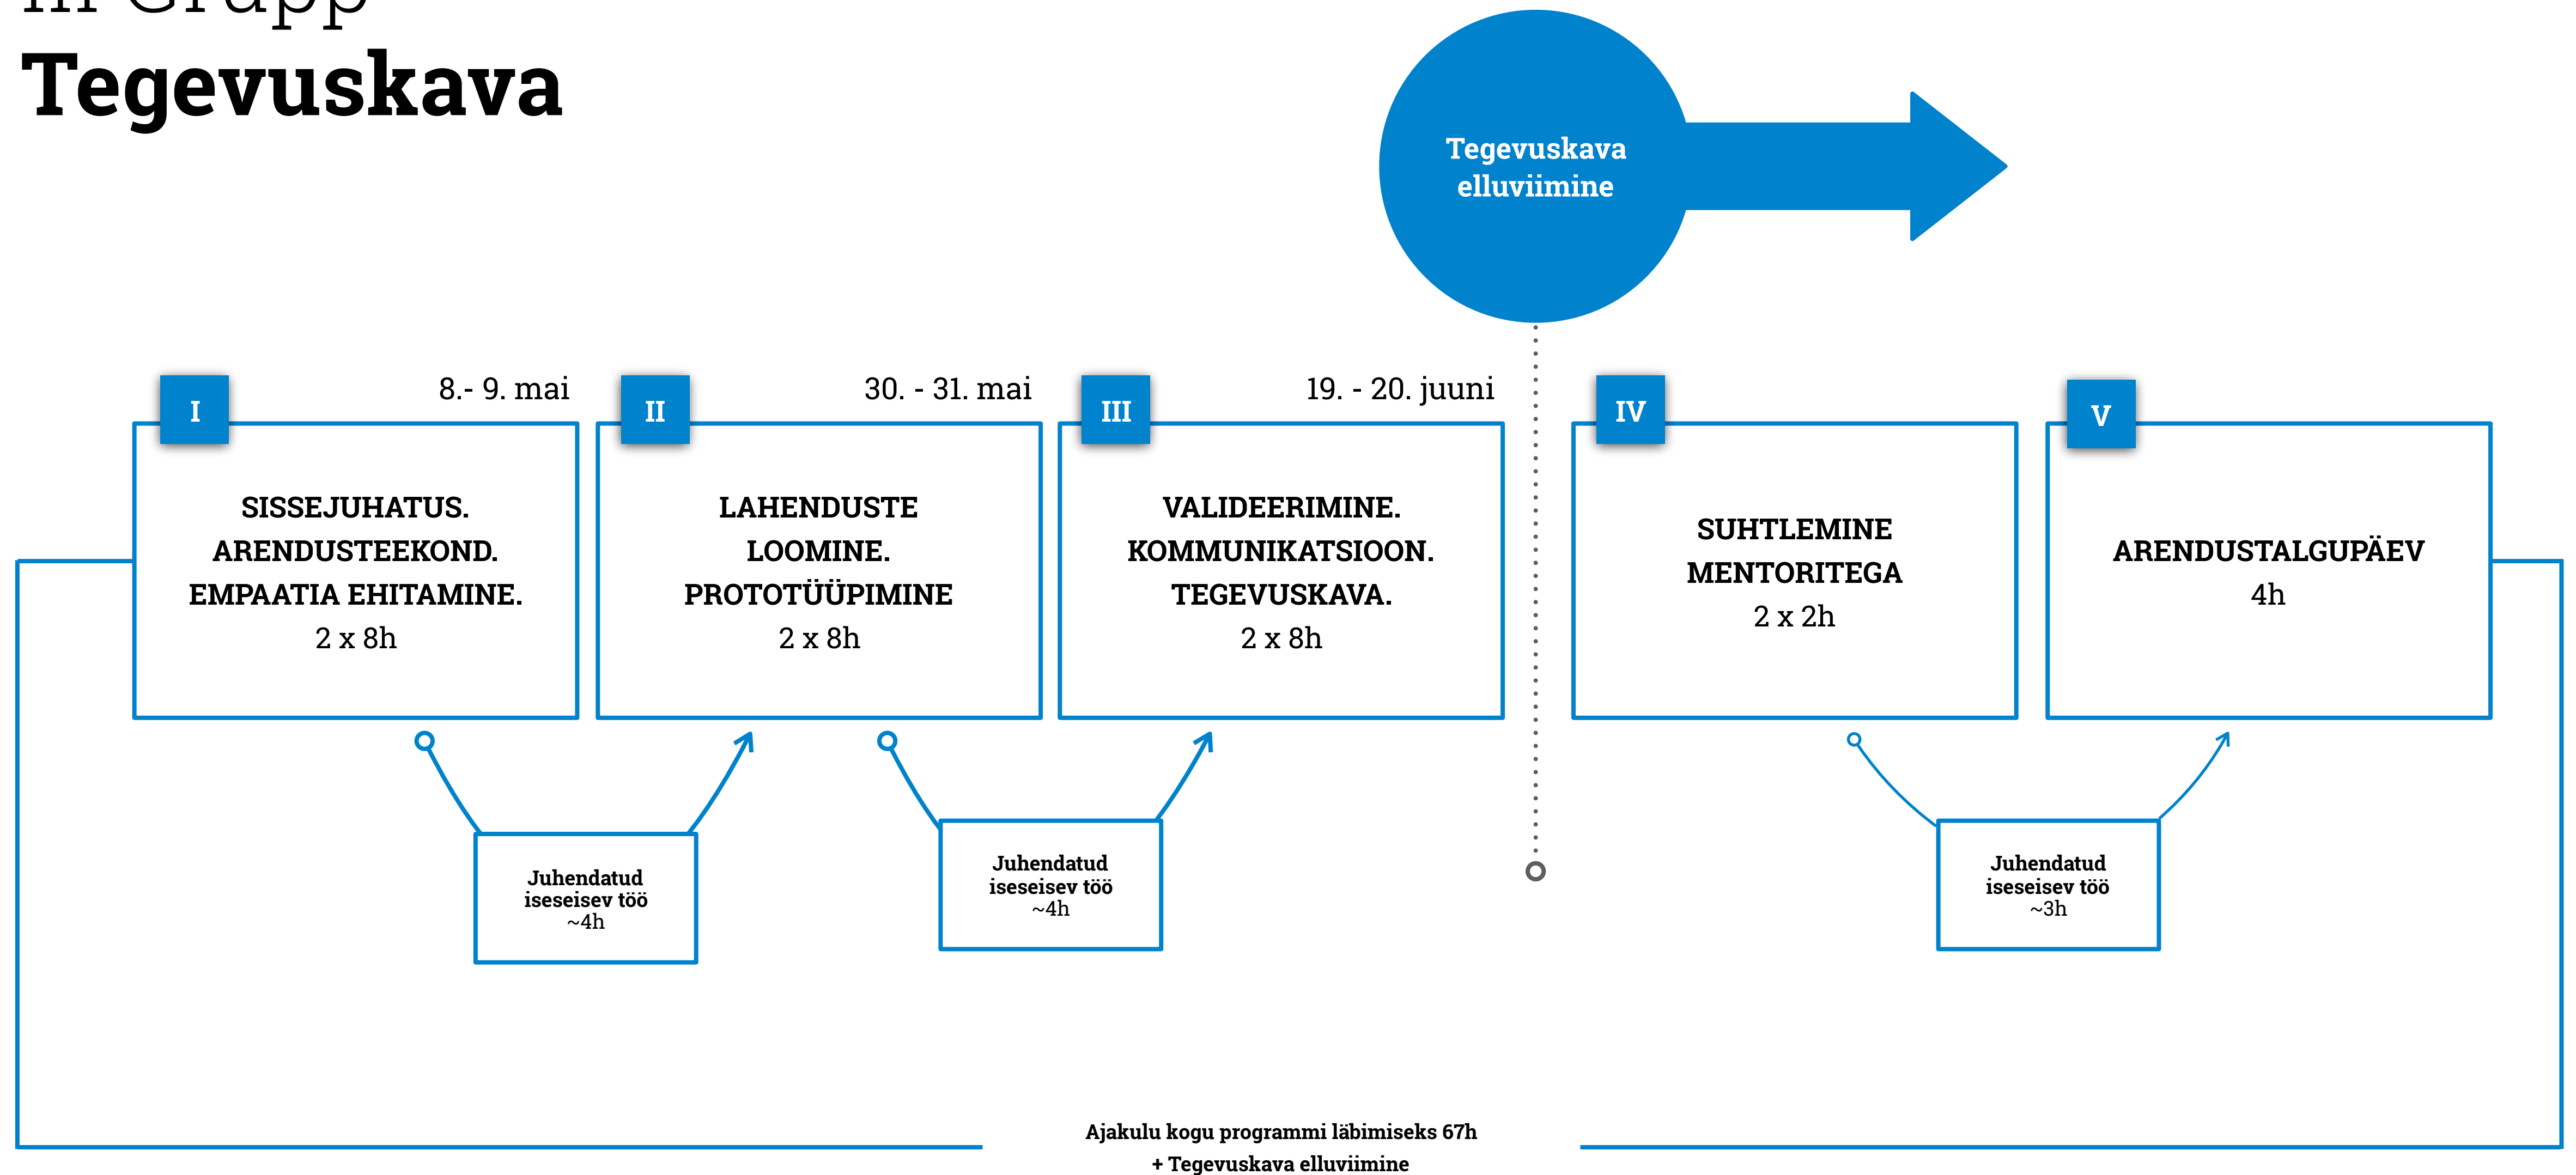 Grupp
Tegevuskava
Tegevuskava
elluviimine
I
8.- 9. mai
SISSEJUHATUS.
ARENDUSTEEKOND.
EMPAATIA EHITAMINE.
2 x 8h
II
30. - 31. mai
LAHENDUSTE
LOOMINE.
PROTOTÜÜPIMINE
2 x 8h
III
19. - 20. juuni
VALIDEERIMINE.
KOMMUNIKATSIOON.
TEGEVUSKAVA.
2 x 8h
IV
SUHTLEMINE
MENTORITEGA
2 x 2h
V
ARENDUSTALGUPÄEV
4h
Juhendatud
iseseisev töö
~4h
Juhendatud
iseseisev töö
~4h
Juhendatud
iseseisev töö
~3h
Ajakulu kogu programmi läbimiseks 67h
+ Tegevuskava elluviimine